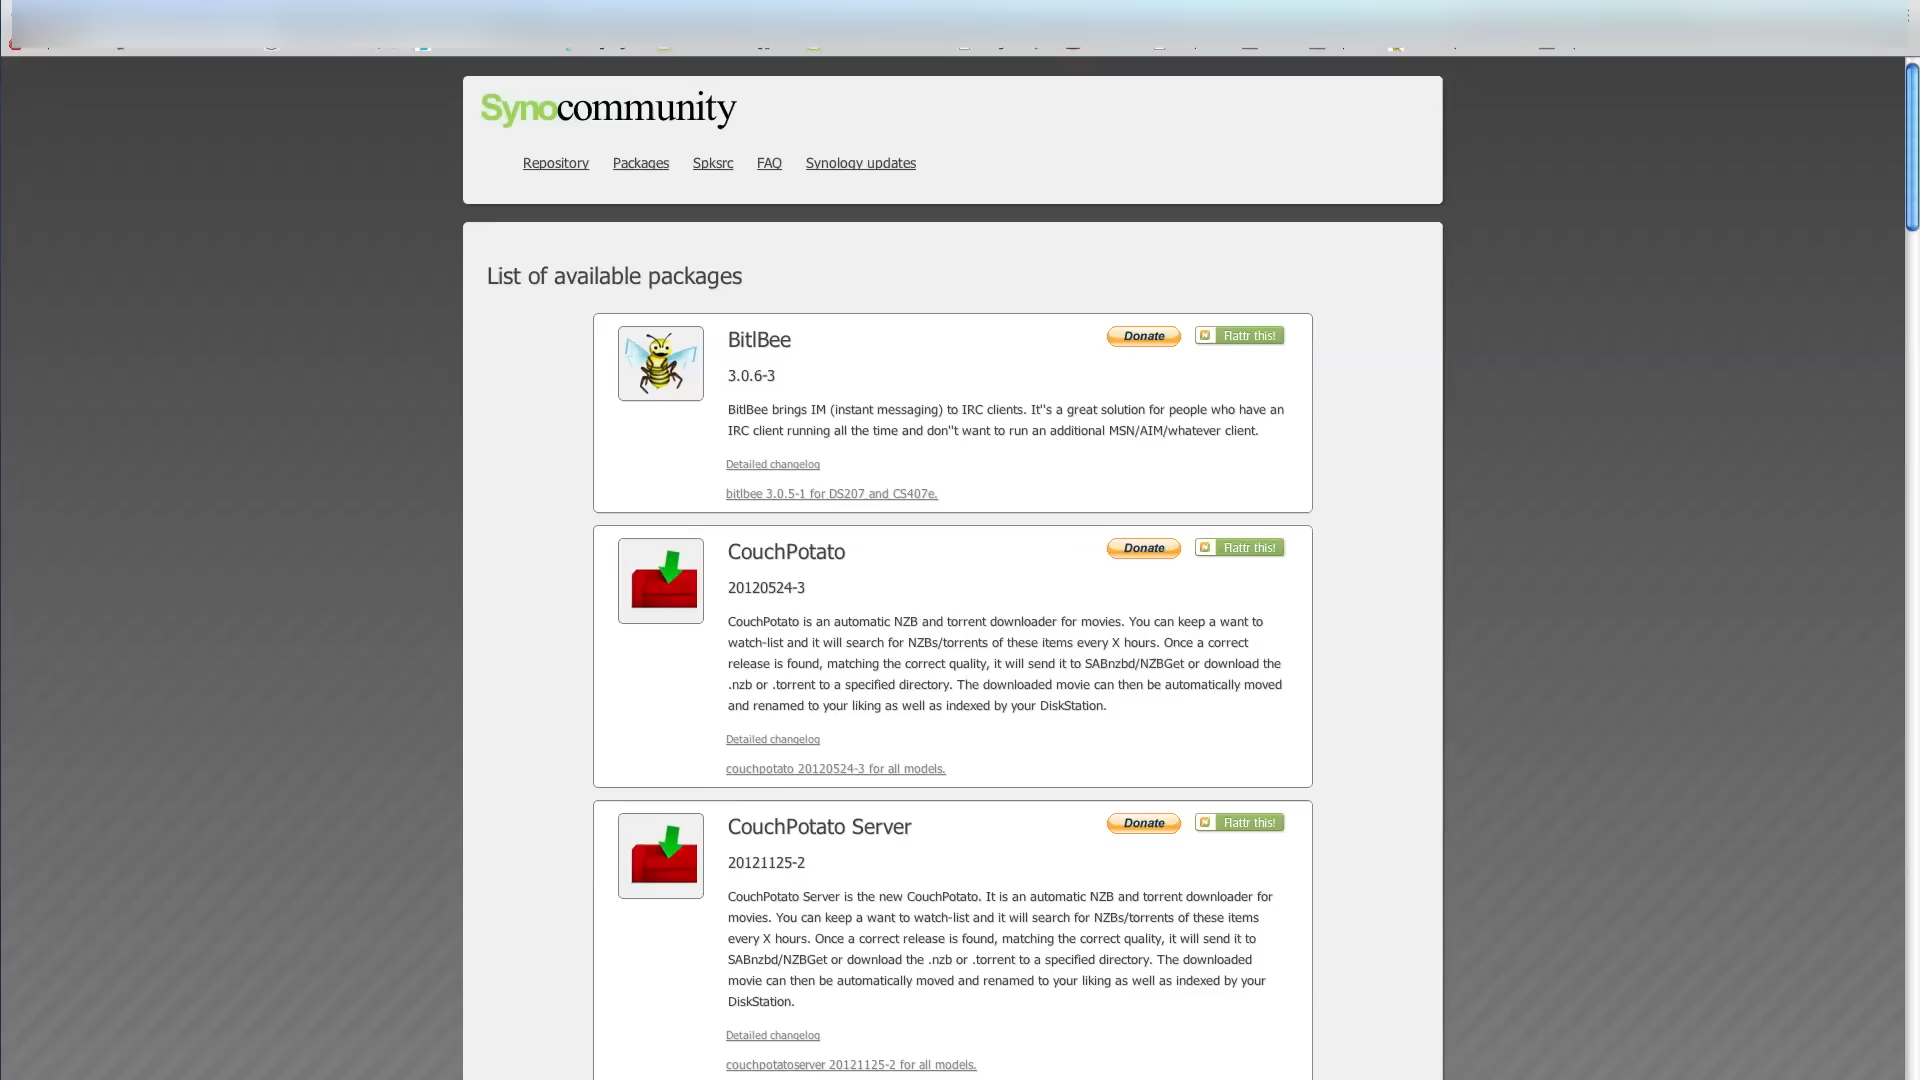 Synocommunity
Repository Packages Spksrc FAQ Synology updates
List of available packages
BitlBee
Donate
Flattr this!
3.0.6-3
BitlBee brings IM (instant messaging) to IRC clients. It''s a great solution for people who have an
IRC client running all the time and don''t want to run an additional MSN/AIM/whatever client.
Detailed changelog
bitlbee 3.0.5-1 for DS207 and CS407e.
CouchPotato
Donate
Flattr this!
20120524-3
CouchPotato is an automatic NZB and torrent downloader for movies. You can keep a want to
watch-list and it will search for NZBs/torrents of these items every X hours. Once a correct
release is found, matching the correct quality, it will send it to SABnzbd/NZBGet or download the
.nzb or .torrent to a specified directory. The downloaded movie can then be automatically moved
and renamed to your liking as well as indexed by your DiskStation.
Detailed changelog
couchpotato 20120524-3 for all models.
CouchPotato Server
Donate
Flattr this!
20121125-2
CouchPotato Server is the new CouchPotato. It is an automatic NZB and torrent downloader for
movies. You can keep a want to watch-list and it will search for NZBs/torrents of these items
every X hours. Once a correct release is found, matching the correct quality, it will send it to
SABnzbd/NZBGet or download the .nzb or .torrent to a specified directory. The downloaded
movie can then be automatically moved and renamed to your liking as well as indexed by your
DiskStation.
Detailed changelog
couchpotatoserver 20121125-2 for all models.